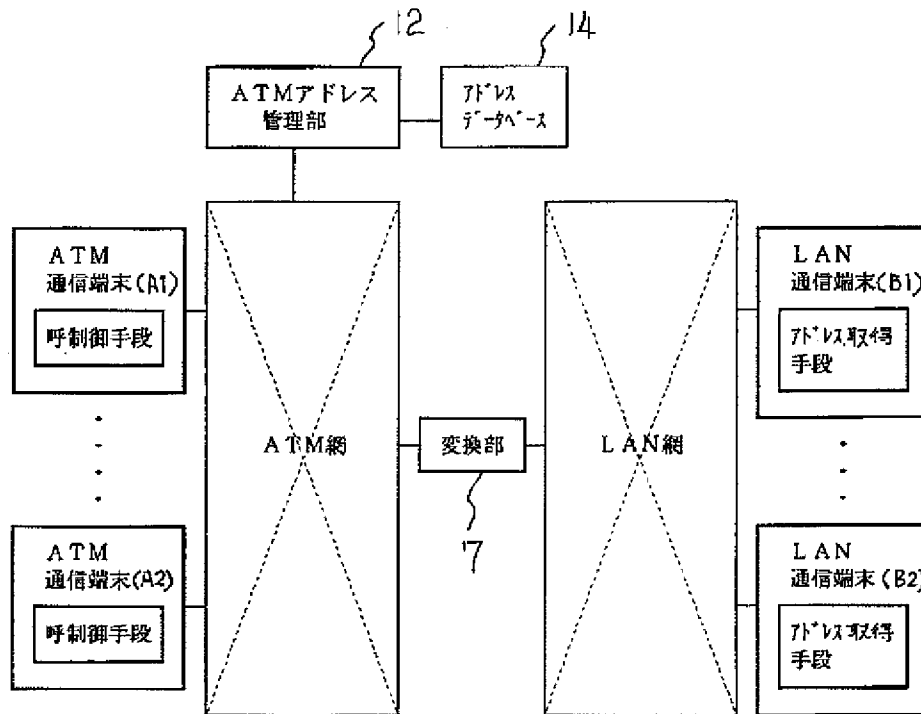 12
14
ATMアドレス
管理部
アドレス
データベース
ATM
通信端末(A1)
呼制御手段
ATM
通信端末(A2)
呼制御手段
ATM網
変換部
17
LAN網
LAN
通信端末(B1)
アドレス取得
手段
LAN
通信端末(B2)
アドレス取得
手段